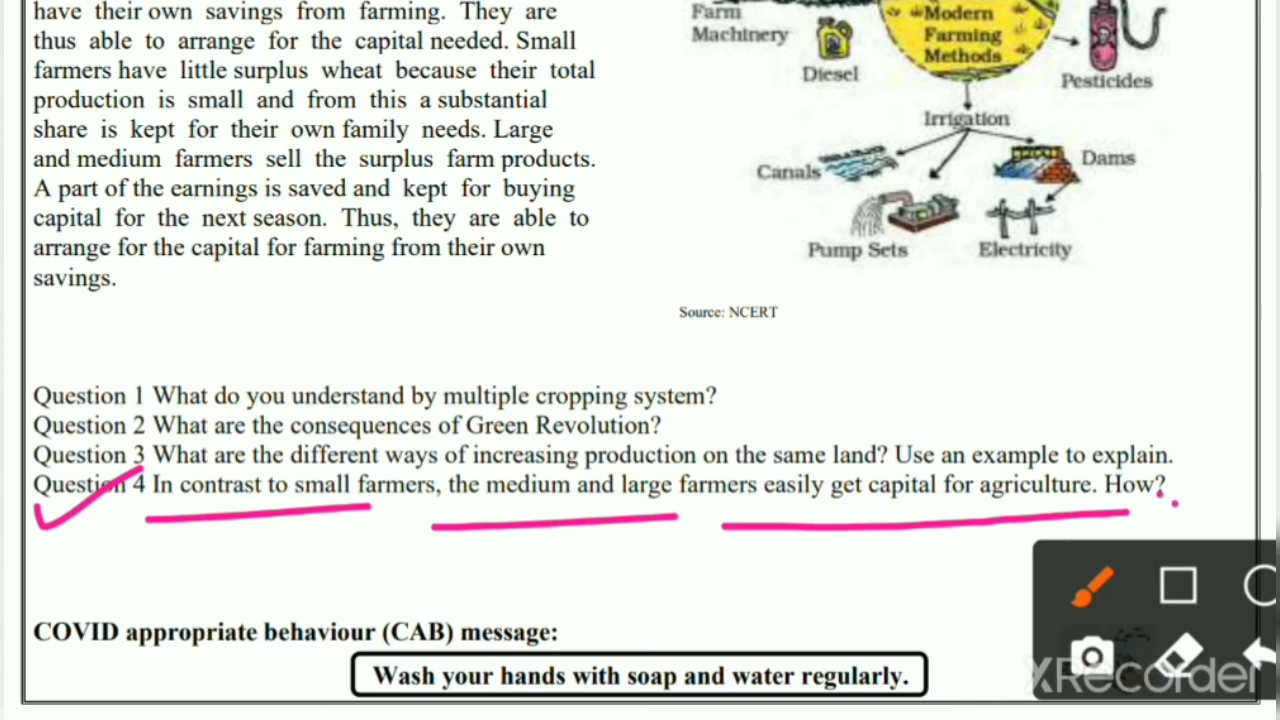 have their own savings from farming. They are
thus able to arrange for the capital needed. Small
farmers have little surplus wheat because their total
production is small and from this a substantial
share is kept for their own family needs. Large
and medium farmers sell the surplus farm products.
A part of the earnings is saved and kept for buying
capital for the next season. Thus, they are able to
arrange for the capital for farming from their own
savings.
Farm
Machinery
Diesel
Modern
Farming
Methods
Pesticides
Irrigation
Canals
Dams
Pump Sets
Electricity
Source: NCERT
Question 1 What do you understand by multiple cropping system?
Question 2 What are the consequences of Green Revolution?
Question 3 What are the different ways of increasing production on the same land? Use an example to explain.
Question 4 In contrast to small farmers, the medium and large farmers easily get capital for agriculture. How?
COVID appropriate behaviour (CAB) message:
Wash your hands with soap and water regularly.
XRecorder